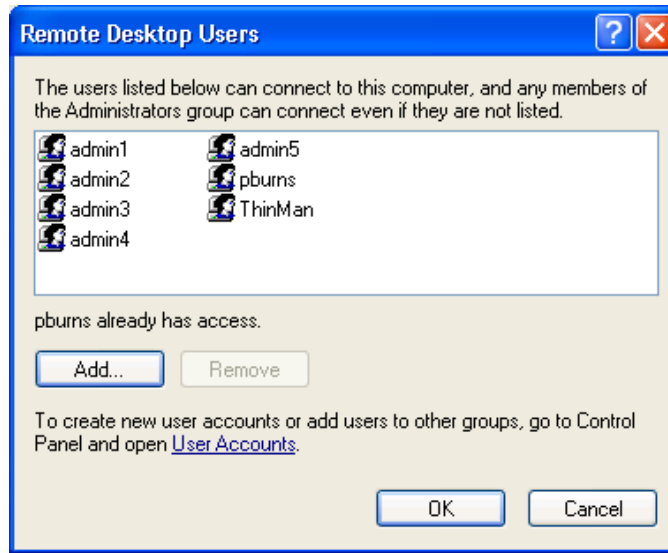 Remote Desktop Users
The users listed below can connect to this computer, and any members of
the Administrators group can connect even if they are not listed.
admin1
admin2
admin3
admin4
admin5
pburns
ThinMan
pburns already has access.
Add... Remove
To create new user accounts or add users to other groups, go to Control
Panel and open User Accounts.
OK Cancel